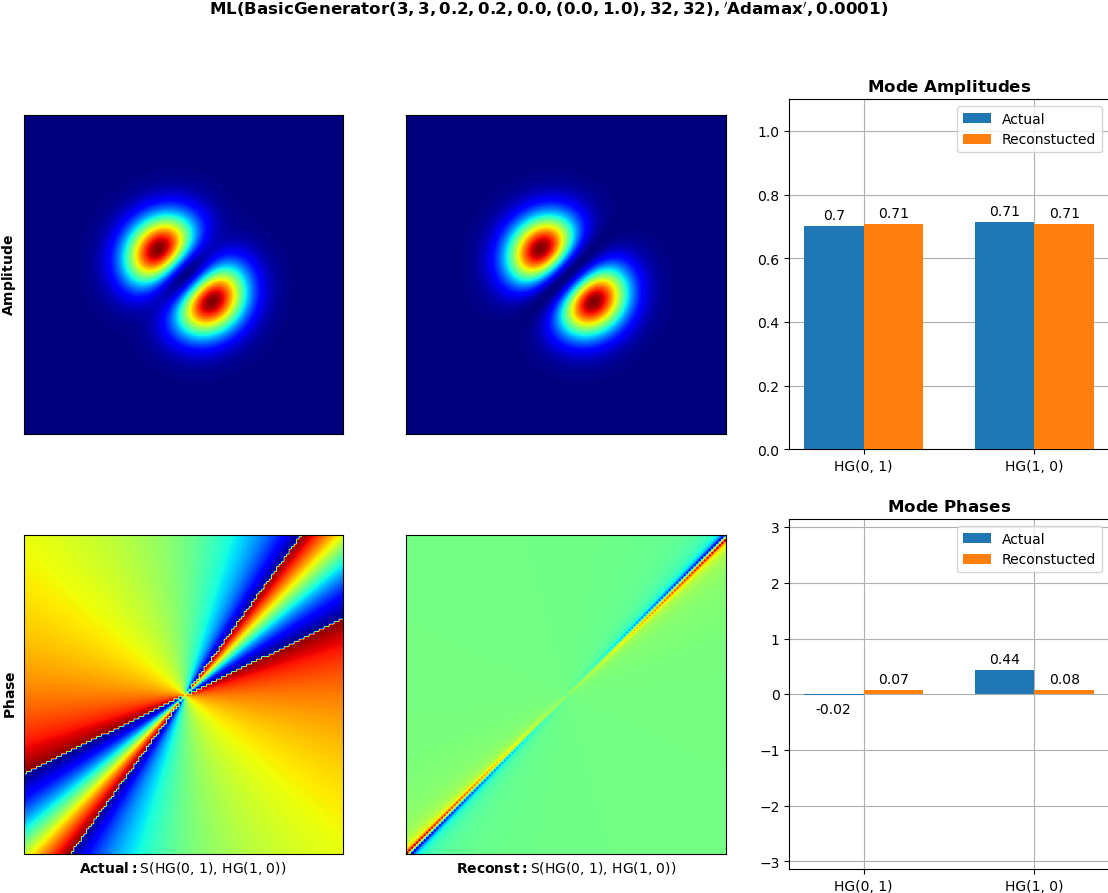 ML(BasicGenerator(3, 3, 0.2, 0.2, 0.0, (0.0, 1.0), 32, 32), ′Adamax′, 0.0001)
Amplitude
Mode Amplitudes
Actual
Reconstucted
1.0
0.8
0.6
0.4
0.2
0.0
0.7
0.71
0.71
0.71
HG(0, 1)
HG(1, 0)
Phase
Actual: S(HG(0, 1), HG(1, 0))
Reconst: S(HG(0, 1), HG(1, 0))
Mode Phases
Actual
Reconstucted
3
2
1
0
−1
−2
−3
-0.02
0.07
0.44
0.08
HG(0, 1)
HG(1, 0)